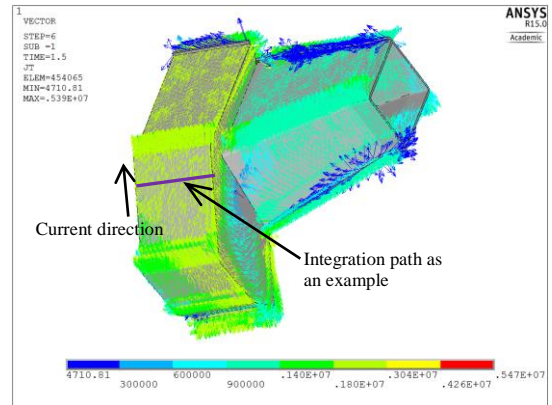 1
VECTOR
STEP=6
SUB =1
TIME=1.5
JT
ELEM=454065
MIN=4710.81
MAX=.539E+07
ANSYS
R15.0
Academic
Current direction
Integration path as
an example
4710.81 600000 .140E+07 .304E+07 .547E+07
300000 900000 .180E+07 .426E+07